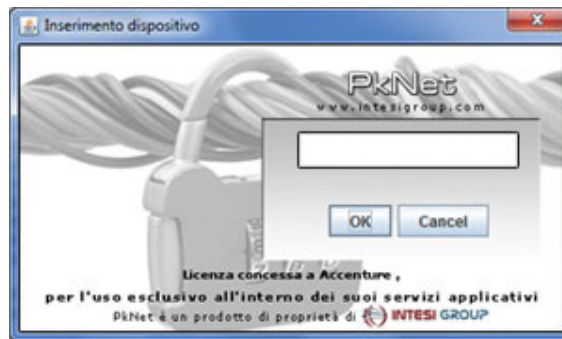 Inserimento dispositivo
PkNet
www.intesigroup.com
OK Cancel
Licenza concessa a Accenture ,
per l'uso esclusivo all'interno dei suoi servizi applicativi
PkNet è un prodotto di proprietà di INTESI GROUP